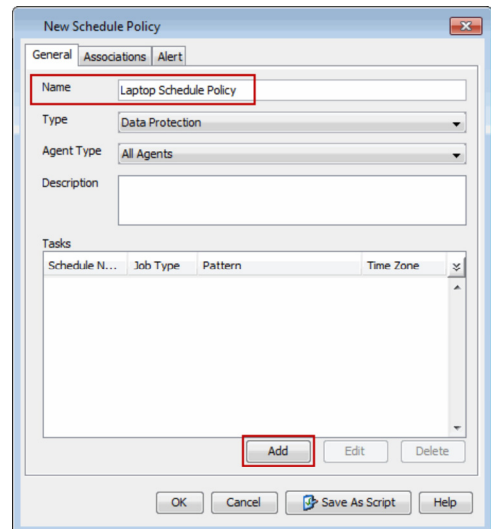 New Schedule Policy
General Associations Alert
Name Laptop Schedule Policy
Type Data Protection
Agent Type All Agents
Description
Tasks
Schedule N... Job Type Pattern Time Zone
Add Edit Delete
OK Cancel Save As Script Help